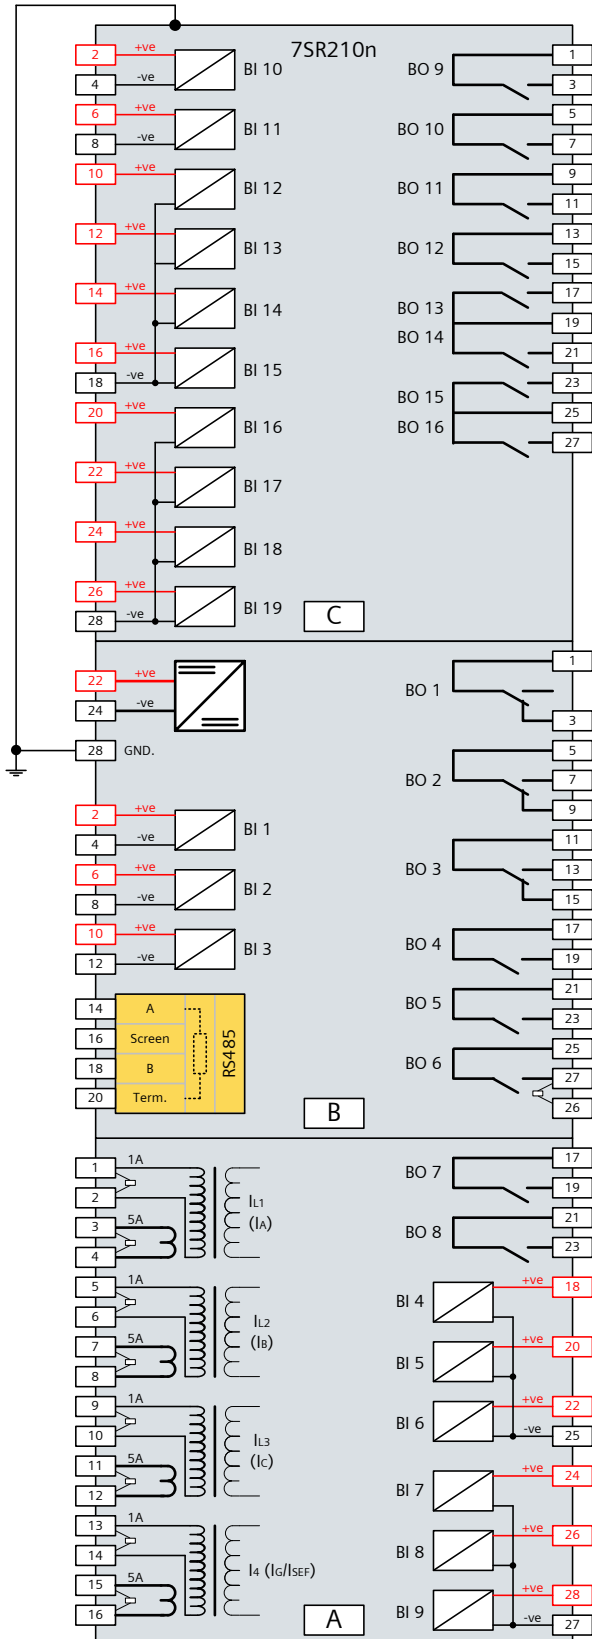 7SR210n
2 +ve BI 10 BO 9 1
4 -ve 3
6 +ve BI 11 BO 10 5
8 -ve 7
10 +ve BI 12 BO 11 9
11
12 +ve BI 13 BO 12 13
15
14 +ve BI 14 BO 13 17
19
BO 14 21
16 +ve BI 15
18 -ve BO 15 23
20 +ve BI 16 BO 16 25
27
22 +ve BI 17
24 +ve BI 18
26 +ve BI 19
28 -ve C
22 +ve BO 1 1
24 -ve 3
28 GND. BO 2 5
7
9
2 +ve BI 1 BO 3 11
4 -ve 13
6 +ve BI 2 15
8 -ve
10 +ve BI 3 BO 4 17
12 -ve 19
14 A RS485 BO 5 21
16 Screen 23
18 B BO 6 25
20 Term. 27
B 26
1 1A IL1 (IA) BO 7 17
2 19
3 5A BO 8 21
4 23
5 1A IL2 (IB) BI 4 +ve 18
6
7 5A BI 5 +ve 20
8
9 1A IL3 (IC) BI 6 +ve 22
10 -ve 25
11 5A BI 7 +ve 24
12
13 1A I4 (IG/ISEF) BI 8 +ve 26
14
15 5A BI 9 +ve 28
16 A -ve 27